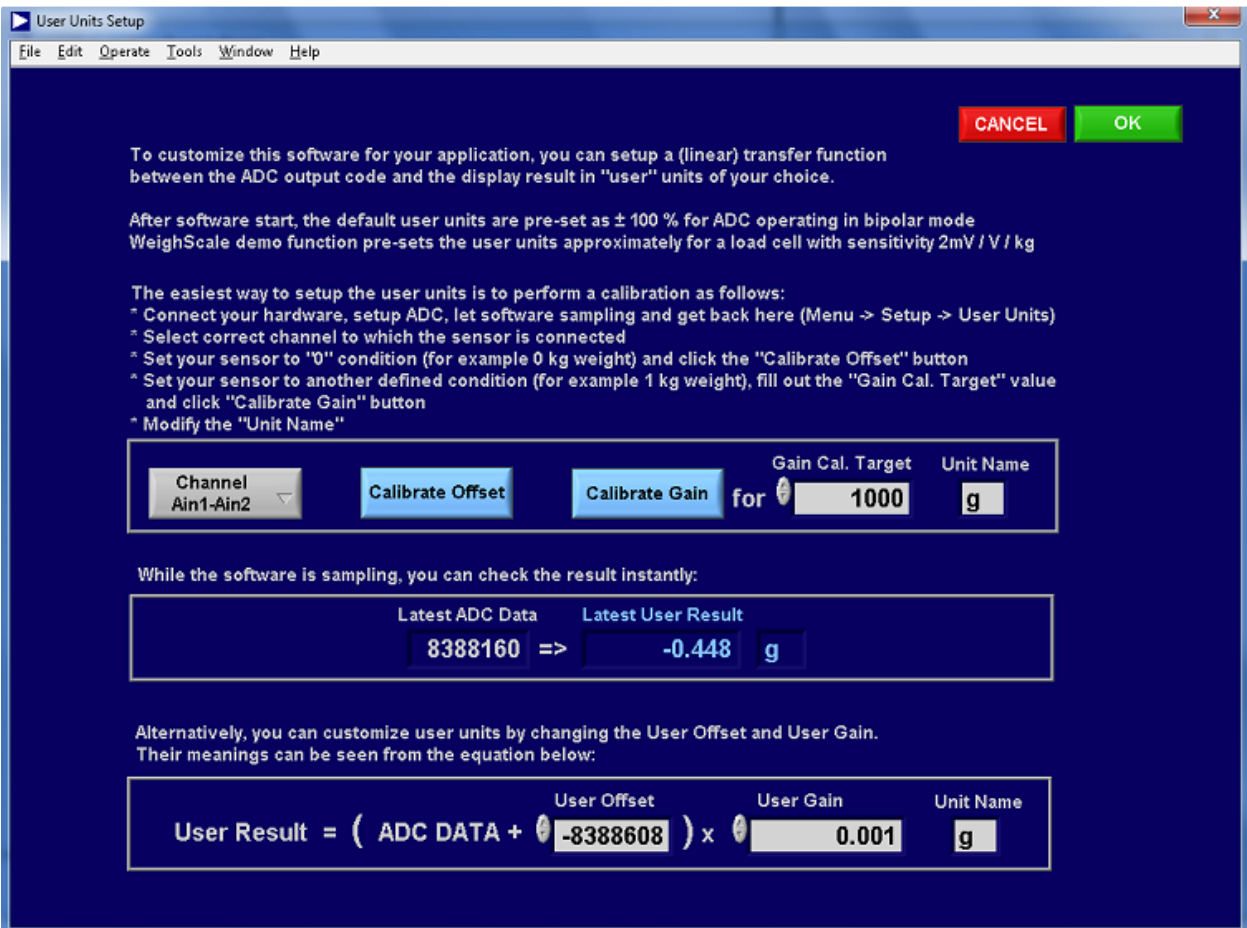 User Units Setup
File Edit Operate Tools Window Help
CANCEL OK
To customize this software for your application, you can setup a (linear) transfer function
between the ADC output code and the display result in "user" units of your choice.
After software start, the default user units are pre-set as ± 100 % for ADC operating in bipolar mode
WeighScale demo function pre-sets the user units approximately for a load cell with sensitivity 2mV / V / kg
The easiest way to setup the user units is to perform a calibration as follows:
* Connect your hardware, setup ADC, let software sampling and get back here (Menu -> Setup -> User Units)
* Select correct channel to which the sensor is connected
* Set your sensor to "0" condition (for example 0 kg weight) and click the "Calibrate Offset" button
* Set your sensor to another defined condition (for example 1 kg weight), fill out the "Gain Cal. Target" value
and click "Calibrate Gain" button
* Modify the "Unit Name"
Gain Cal. Target Unit Name
Channel
Ain1-Ain2
Calibrate Offset Calibrate Gain for 1000 g
While the software is sampling, you can check the result instantly:
Latest ADC Data Latest User Result
8388160 => -0.448 g
Alternatively, you can customize user units by changing the User Offset and User Gain.
Their meanings can be seen from the equation below:
User Offset User Gain Unit Name
User Result = ( ADC DATA + -8388608 ) x 0.001 g